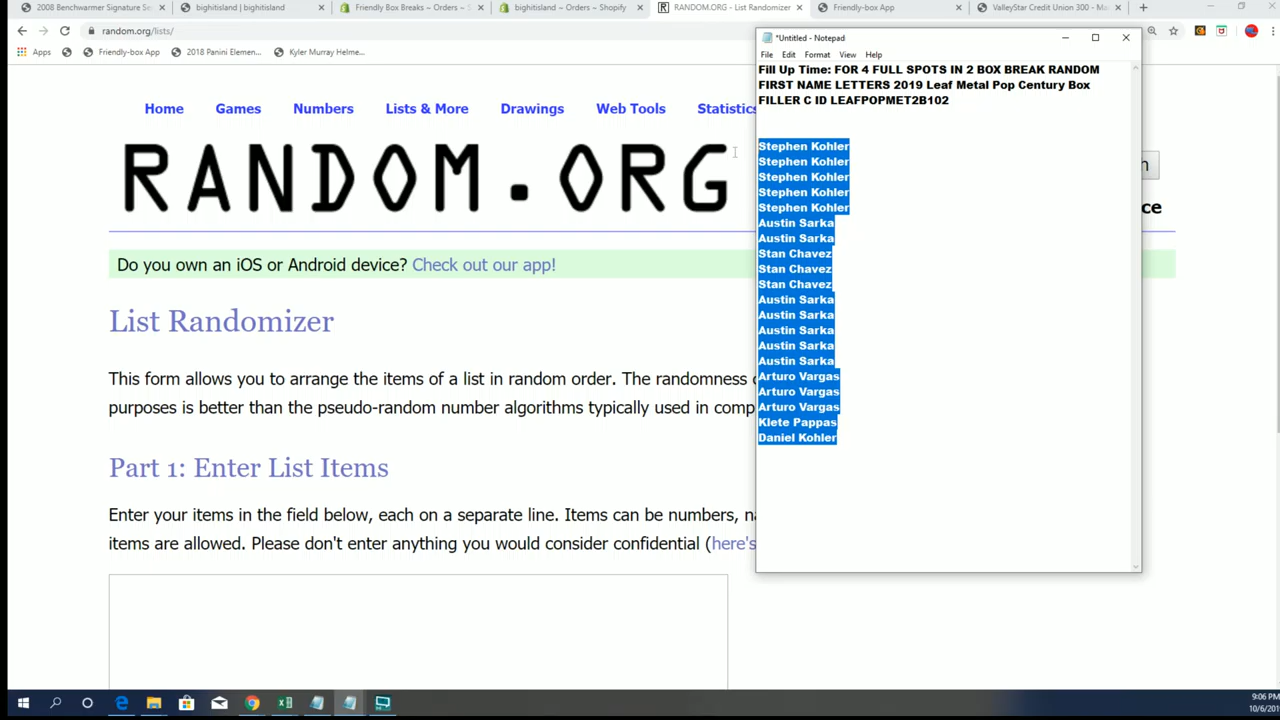 2008 Benchwarmer Signature Se
bighitisland | bighitisland
Friendly Box Breaks ~ Orders ~ S
bighitisland ~ Orders ~ Shopify
RANDOM.ORG - List Randomizer
Friendly-box App
ValleyStar Credit Union 300 - Ma
random.org/lists/
Apps
Friendly-box App
2018 Panini Elemen...
Kyler Murray Helme...
Home
Games
Numbers
Lists & More
Drawings
Web Tools
Statistics
RANDOM.ORG
ce
Do you own an iOS or Android device? Check out our app!
List Randomizer
This form allows you to arrange the items of a list in random order. The randomness
purposes is better than the pseudo-random number algorithms typically used in comp
Part 1: Enter List Items
Enter your items in the field below, each on a separate line. Items can be numbers, na
items are allowed. Please don't enter anything you would consider confidential (here's
*Untitled - Notepad
File Edit Format View Help
Fill Up Time: FOR 4 FULL SPOTS IN 2 BOX BREAK RANDOM
FIRST NAME LETTERS 2019 Leaf Metal Pop Century Box
FILLER C ID LEAFPOPMET2B102
Stephen Kohler
Stephen Kohler
Stephen Kohler
Stephen Kohler
Stephen Kohler
Austin Sarka
Austin Sarka
Stan Chavez
Stan Chavez
Stan Chavez
Austin Sarka
Austin Sarka
Austin Sarka
Austin Sarka
Austin Sarka
Arturo Vargas
Arturo Vargas
Arturo Vargas
Klete Pappas
Daniel Kohler
9:06 PM
10/6/201